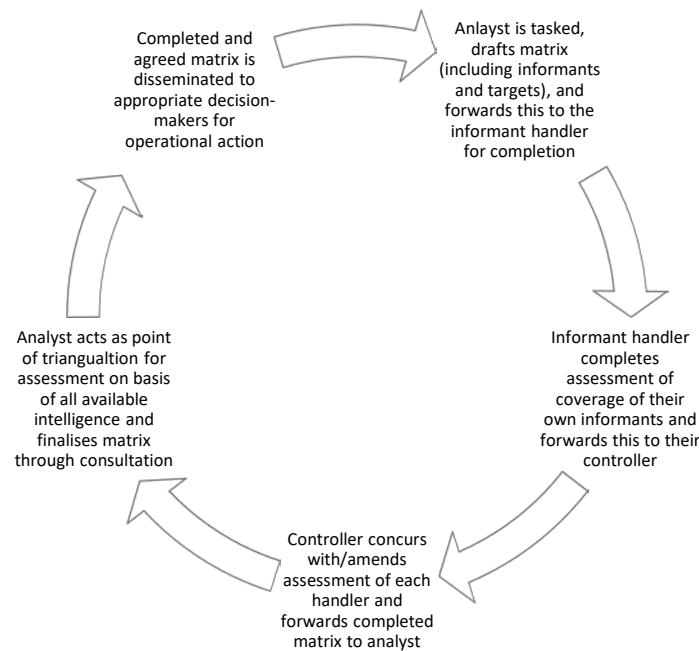 Completed and
agreed matrix is
disseminated to
appropriate decision-
makers for
operational action
Anlayst is tasked,
drafts matrix
(including informants
and targets), and
forwards this to the
informant handler
for completion
Informant handler
completes
assessment of
coverage of their
own informants and
forwards this to their
controller
Controller concurs
with/amends
assessment of each
handler and
forwards completed
matrix to analyst
Analyst acts as point
of triangualtion for
assessment on basis
of all available
intelligence and
finalises matrix
through consultation